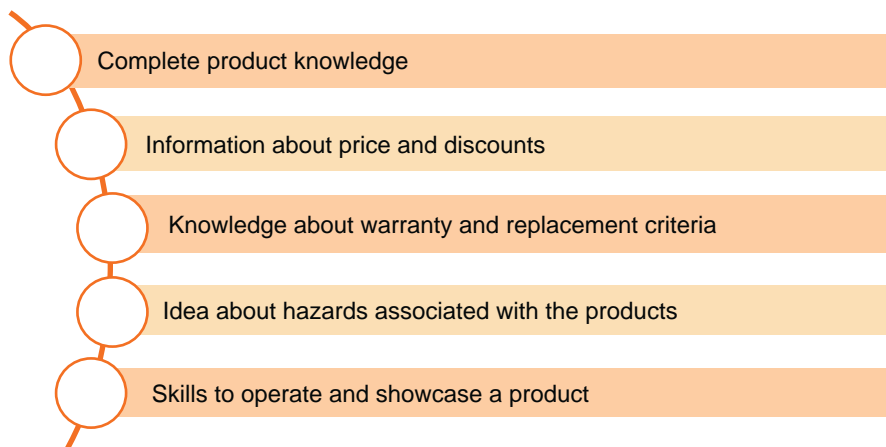 Complete product knowledge
Information about price and discounts
Knowledge about warranty and replacement criteria
Idea about hazards associated with the products
Skills to operate and showcase a product